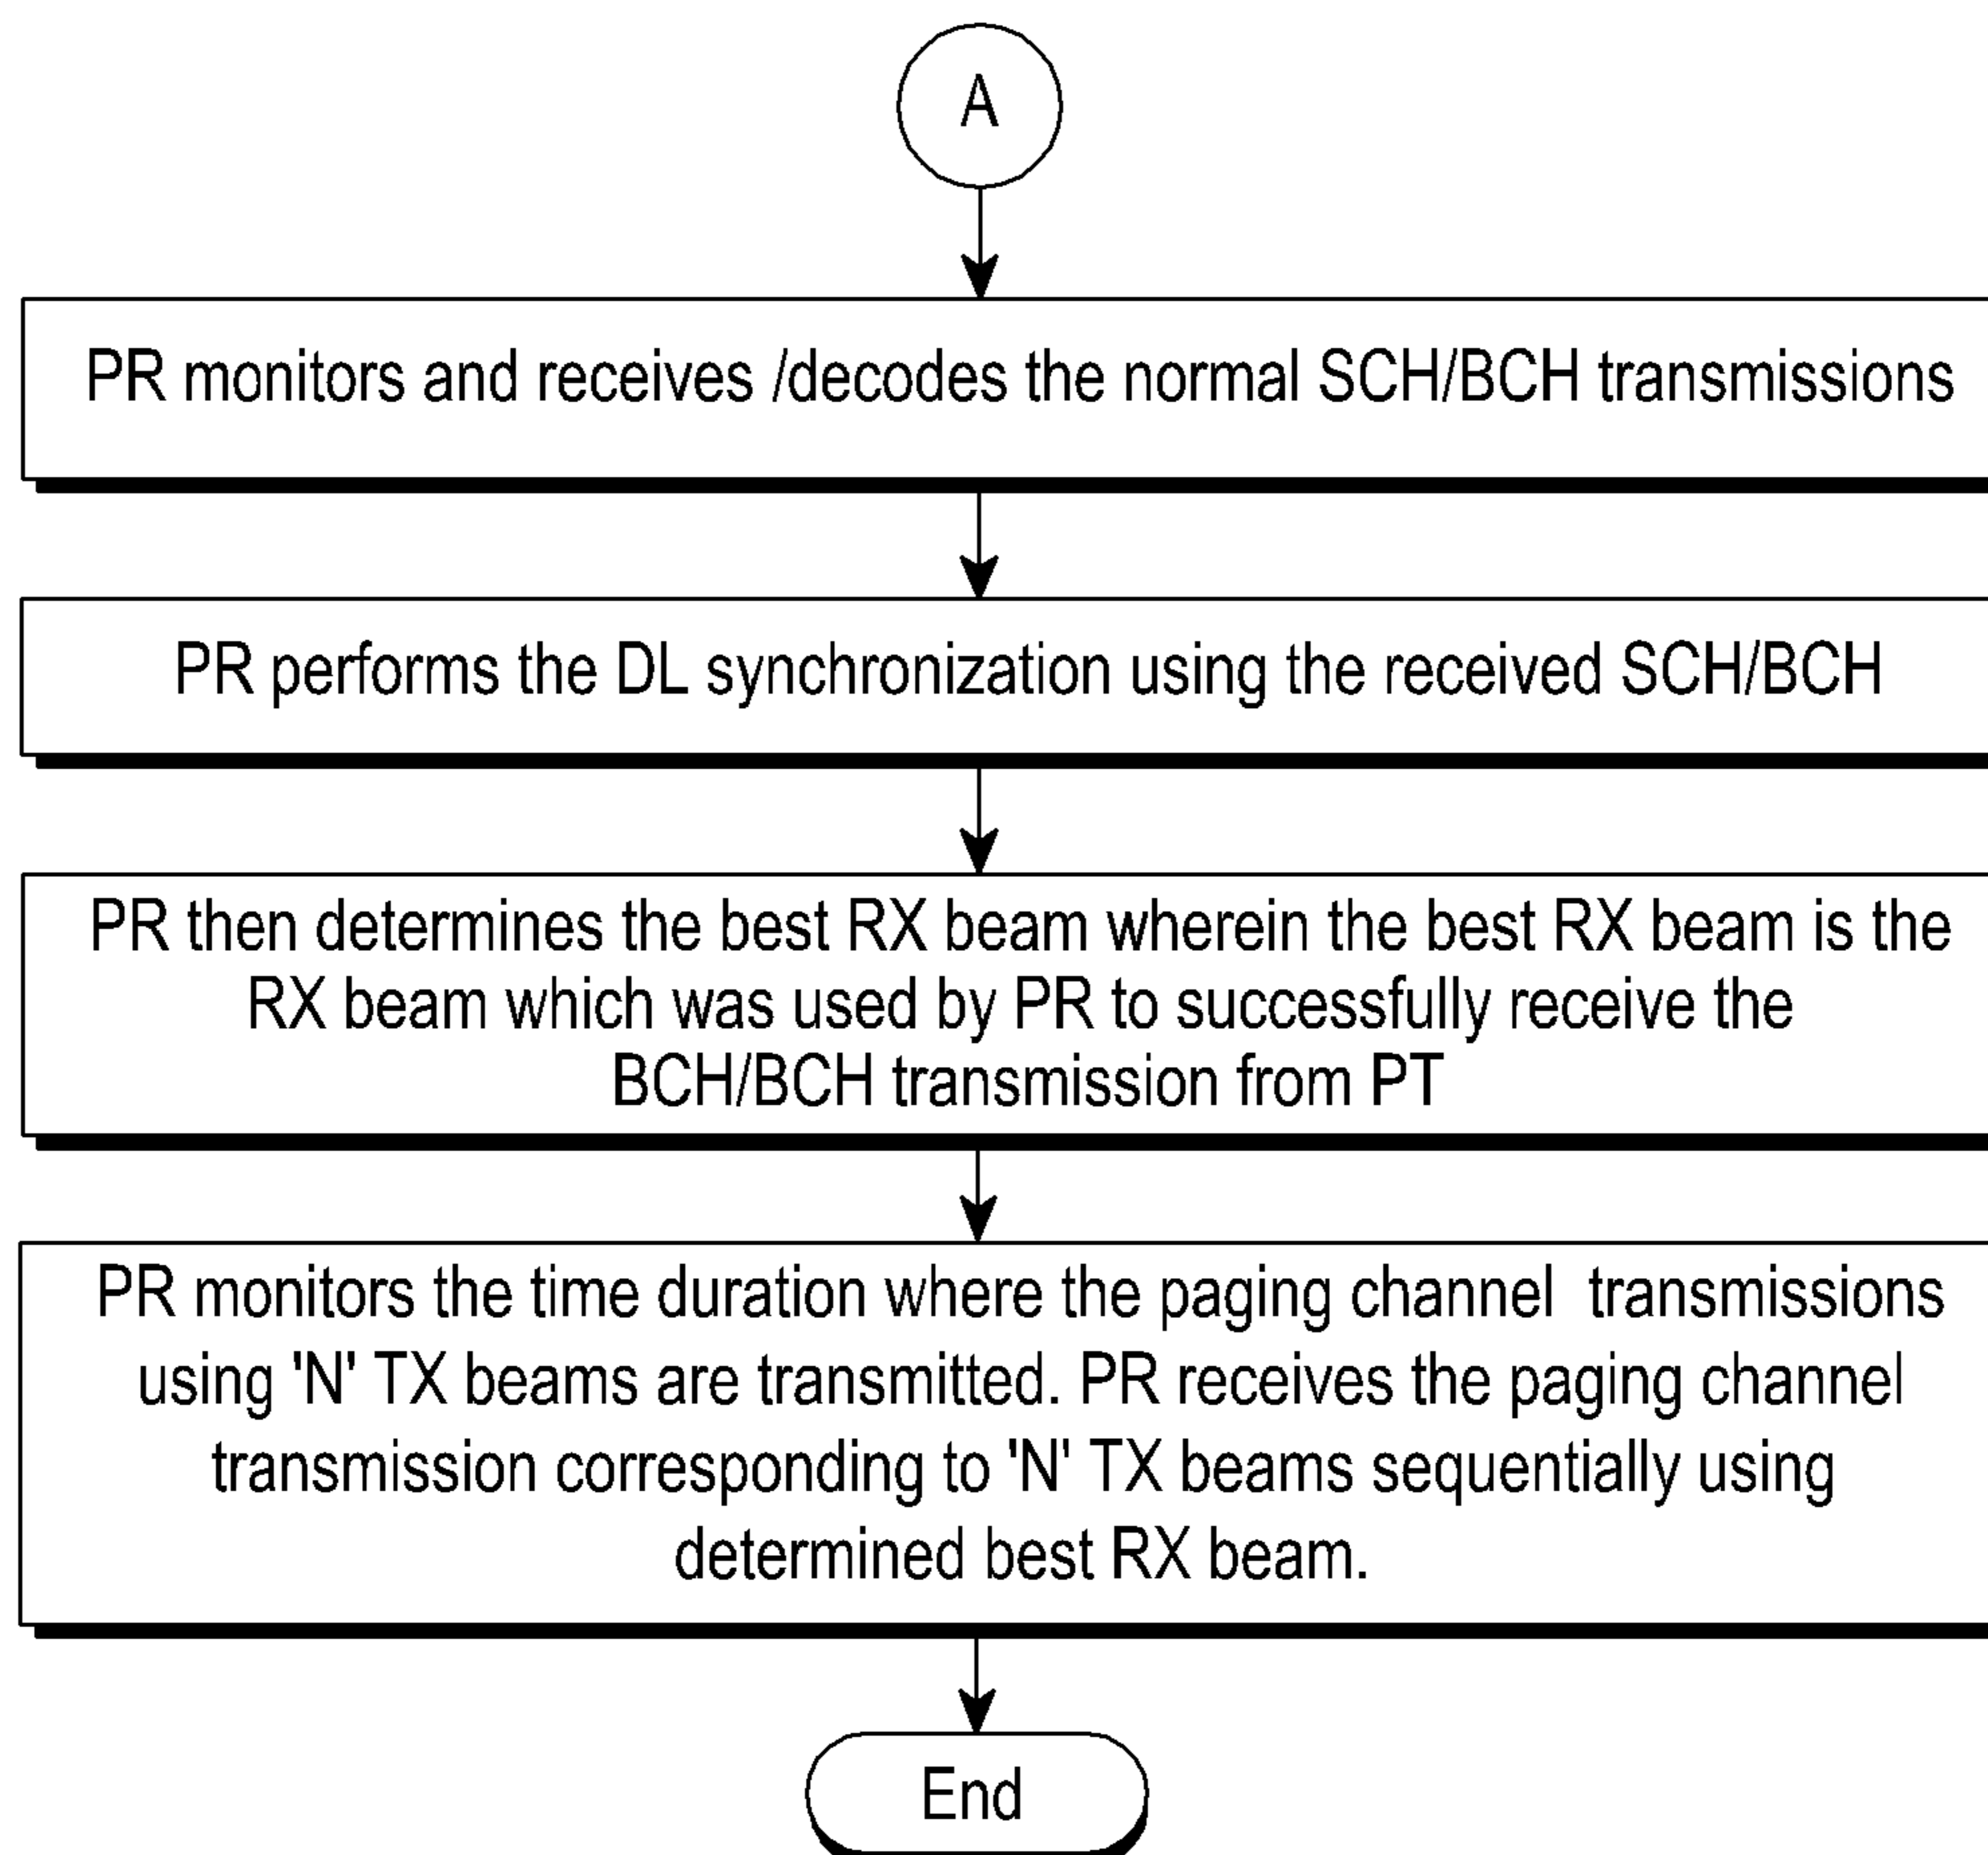 A
PR monitors and receives /decodes the normal SCH/BCH transmissions
PR performs the DL synchronization using the received SCH/BCH
PR then determines the best RX beam wherein the best RX beam is the
RX beam which was used by PR to successfully receive the
BCH/BCH transmission from PT
PR monitors the time duration where the paging channel transmissions
using 'N' TX beams are transmitted. PR receives the paging channel
transmission corresponding to 'N' TX beams sequentially using
determined best RX beam.
End